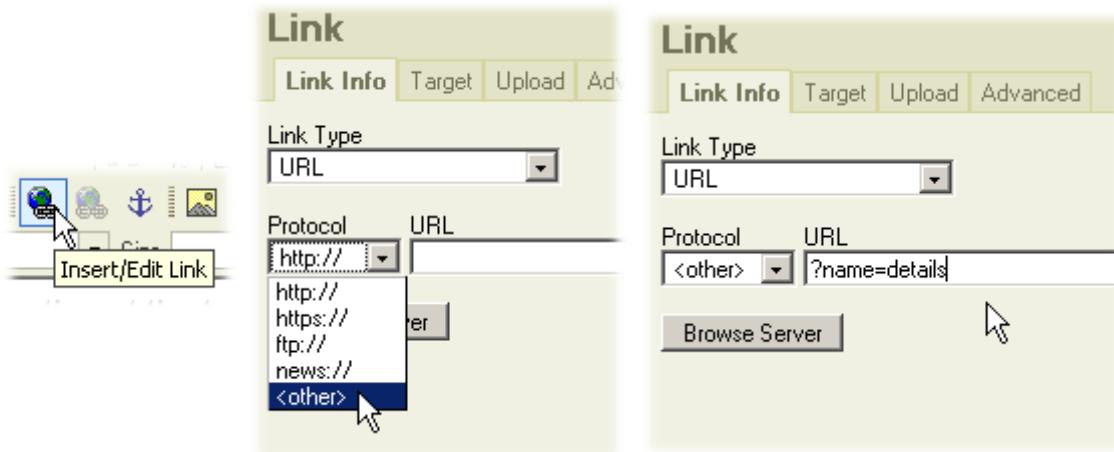 Insert/Edit Link
Link
Link Info Target Upload
Link Type
URL
Protocol URL
http://
http://
https://
ftp://
news://
<other>
Link
Link Info Target Upload Advanced
Link Type
URL
Protocol URL
<other> ?name=details
Browse Server